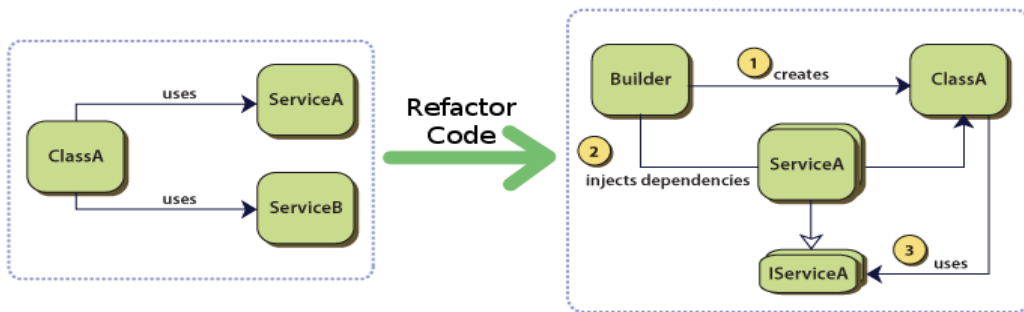 ClassA
uses
ServiceA
uses
ServiceB
Refactor
Code
Builder
1
creates
ClassA
2
injects dependencies
ServiceA
IServiceA
3
uses